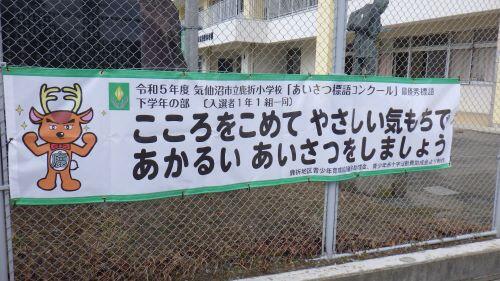 令和5年度 気仙沼市立鹿折小学校「あいさつ標語コンクール」最優秀標語
下学年の部 〔入選者1年1組一同〕
こころをこめて やさしい気もちで
あかるい あいさつをしましょう